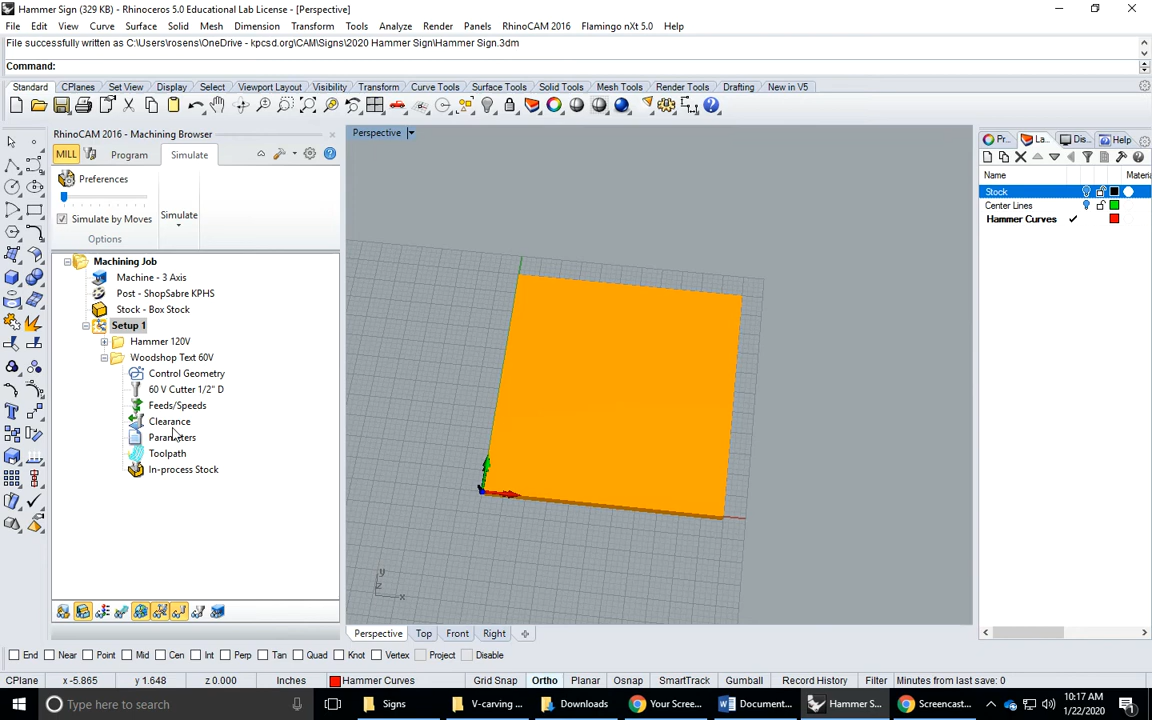 Hammer Sign (329 KB) - Rhinoceros 5.0 Educational Lab License - [Perspective]
File Edit View Curve Surface Solid Mesh Dimension Transform Tools Analyze Render Panels RhinoCAM 2016 Flamingo nXt 5.0 Help
File successfully written as C:\Users\rosens\OneDrive - kpcsd.org\CAM\Signs\2020 Hammer Sign\Hammer Sign.3dm
Command:
Standard CPlanes Set View Display Select Viewport Layout Visibility Transform Curve Tools Surface Tools Solid Tools Mesh Tools Render Tools Drafting New in V5
RhinoCAM 2016 - Machining Browser
MILL Program Simulate
Preferences
Simulate by Moves
Simulate
Options
Machining Job
Machine - 3 Axis
Post - ShopSabre KPHS
Stock - Box Stock
Setup 1
Hammer 120V
Woodshop Text 60V
Control Geometry
60 V Cutter 1/2" D
Feeds/Speeds
Clearance
Parameters
Toolpath
In-process Stock
Perspective
y
z
x
Pr... La... Dis... Help
Name Materia
Stock
Center Lines
Hammer Curves
Perspective Top Front Right
End Near Point Mid Cen Int Perp Tan Quad Knot Vertex Project Disable
CPlane x -5.865 y 1.648 z 0.000 Inches Hammer Curves Grid Snap Ortho Planar Osnap SmartTrack Gumball Record History Filter Minutes from last save: 0
Type here to search
Signs V-carving ... Downloads Your Scree... Document... Hammer S... Screencast...
10:17 AM
1/22/2020
1